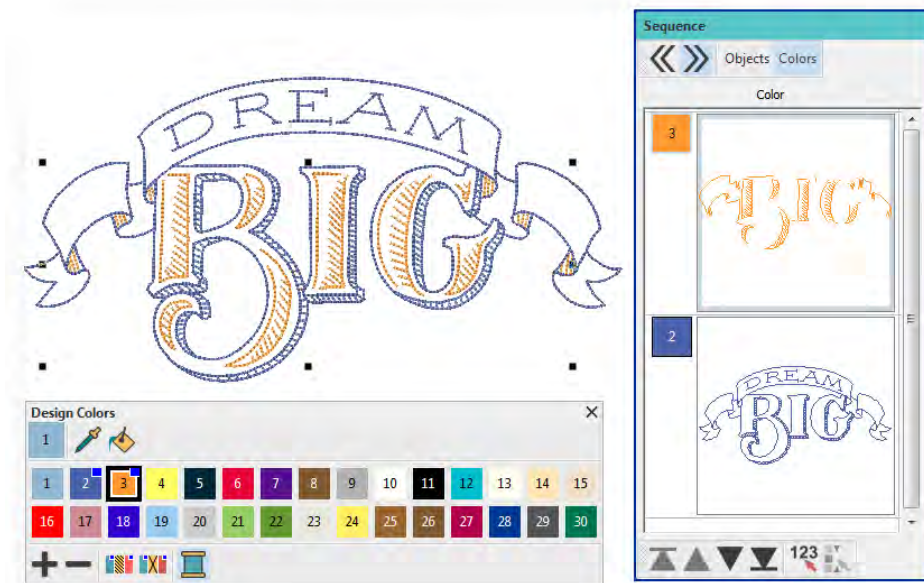 DREAM
BIG
Design Colors
1
1 2 3 4 5 6 7 8 9 10 11 12 13 14 15
16 17 18 19 20 21 22 23 24 25 26 27 28 29 30
Sequence
Objects Colors
Color
3
BIG
2
DREAM
BIG
123